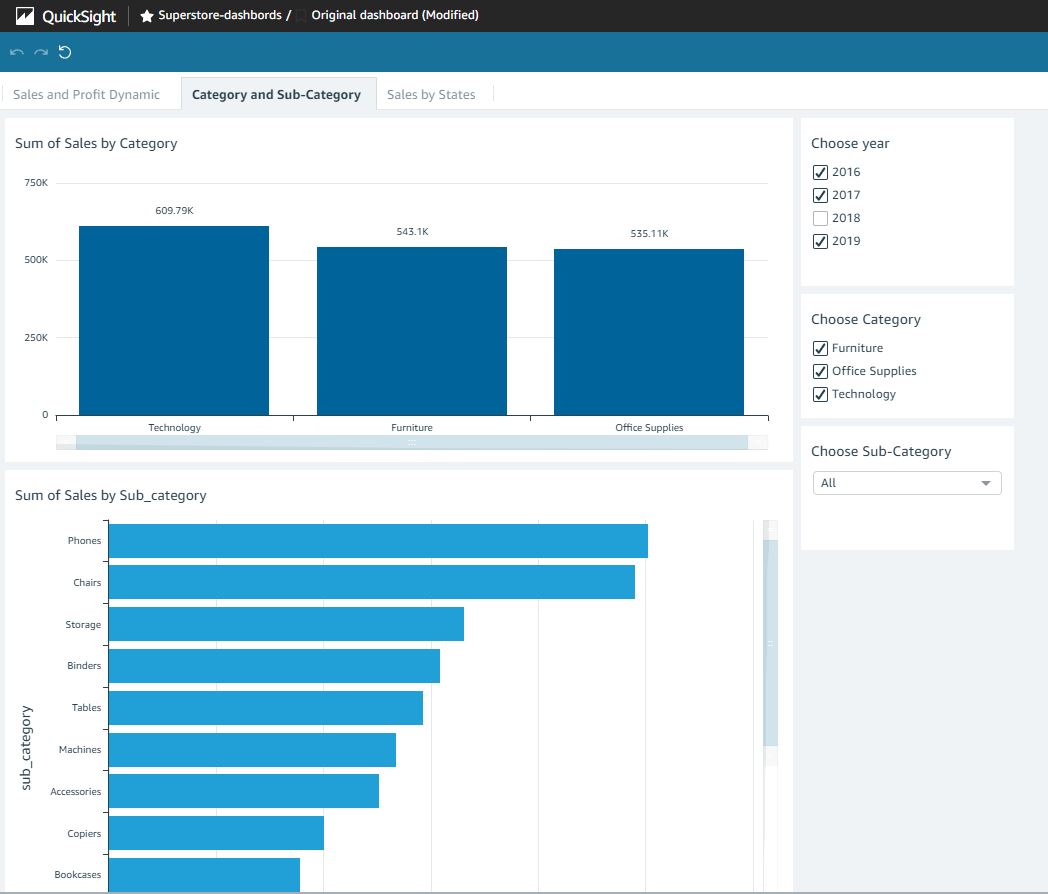 QuickSight
Superstore-dashbords /
Original dashboard (Modified)
Sales and Profit Dynamic
Category and Sub-Category
Sales by States
Sum of Sales by Category
750K
500K
250K
0
609.79K
543.1K
535.11K
Technology
Furniture
Office Supplies
Sum of Sales by Sub_category
sub_category
Phones
Chairs
Storage
Binders
Tables
Machines
Accessories
Copiers
Bookcases
Choose year
2016
2017
2018
2019
Choose Category
Furniture
Office Supplies
Technology
Choose Sub-Category
All